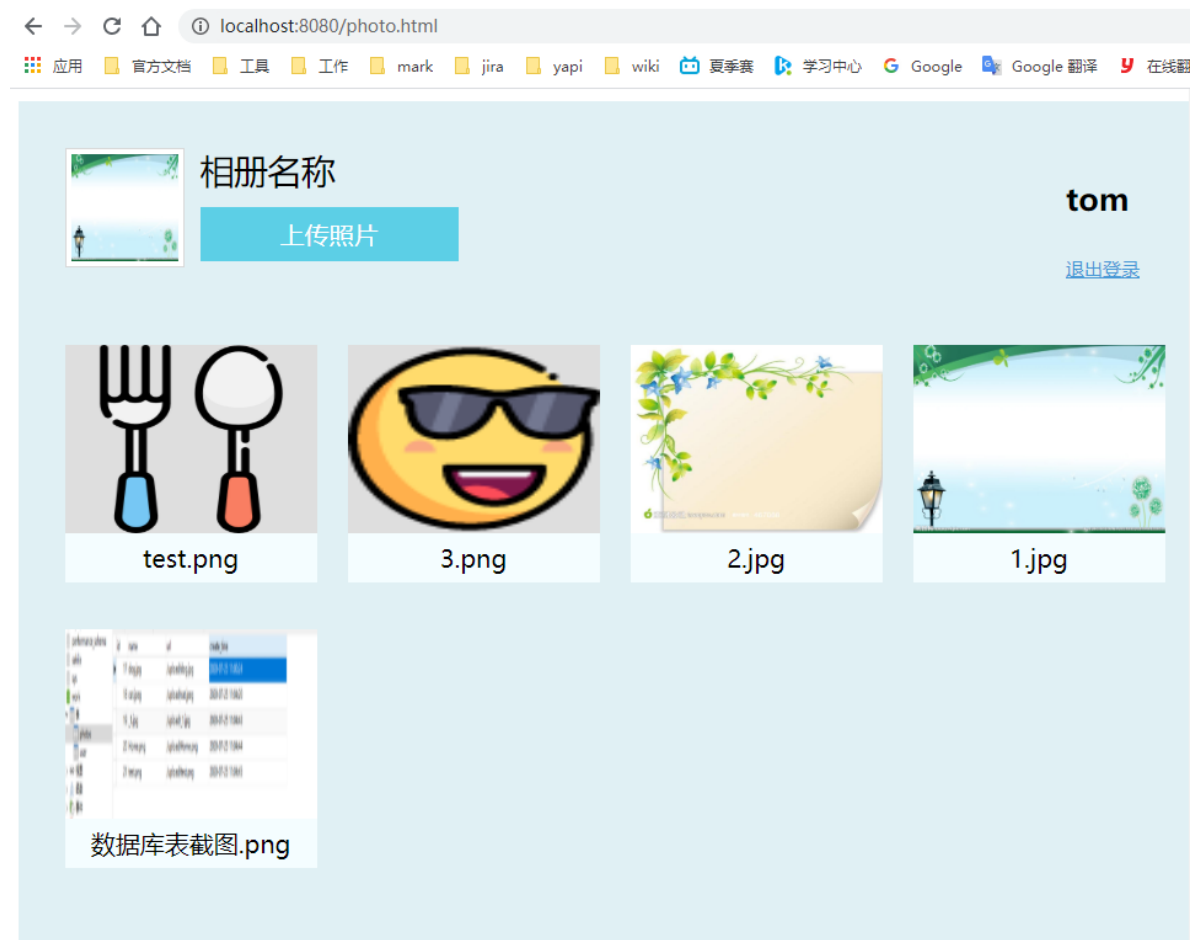 localhost:8080/photo.html
应用 官方文档 工具 工作 mark jira yapi wiki 夏季赛 学习中心 Google Google 翻译 在线翻
相册名称
上传照片
tom
退出登录
test.png
3.png
2.jpg
1.jpg
数据库表截图.png